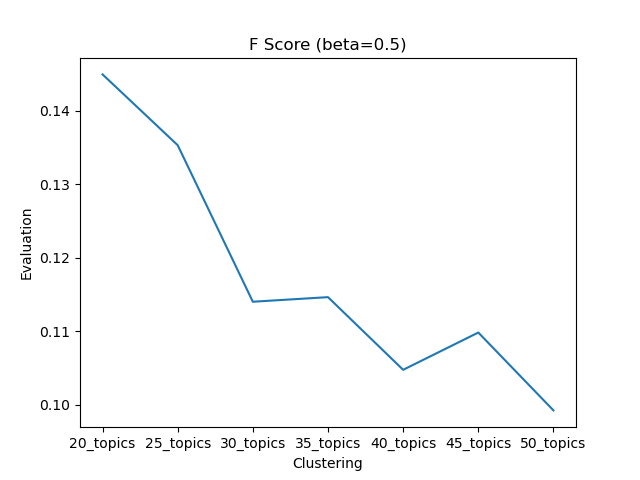 F Score (beta=0.5)
0.14
0.13
0.12
0.11
0.10
Evaluation
20_topics 25_topics 30_topics 35_topics 40_topics 45_topics 50_topics
Clustering